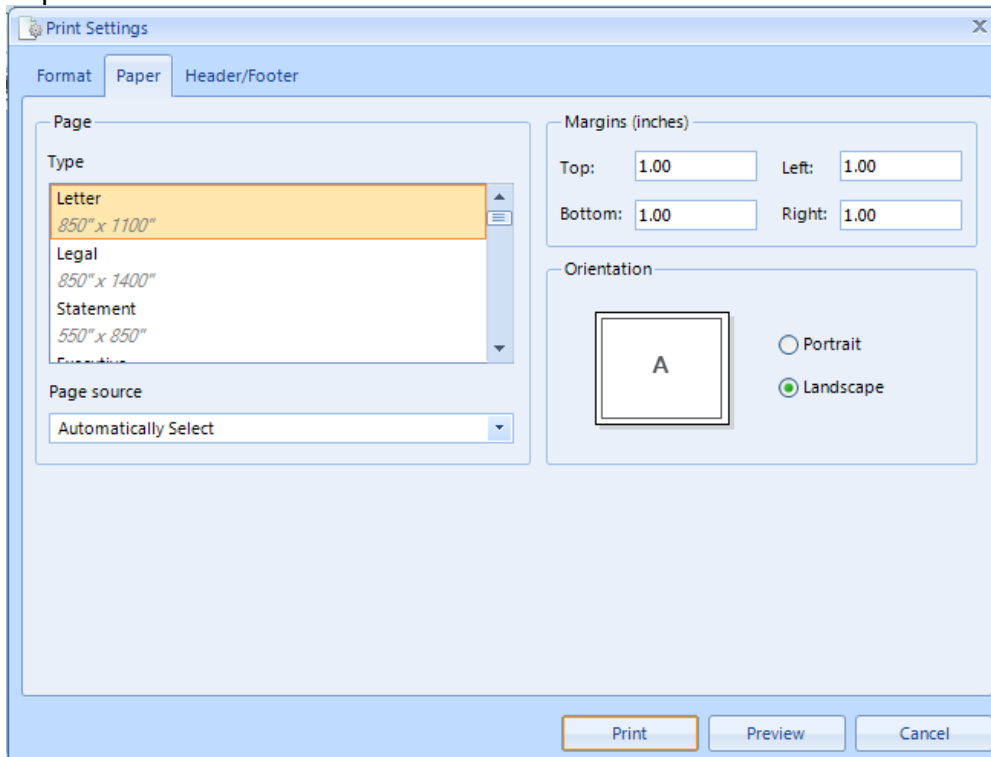 Print Settings
Format Paper Header/Footer
Page
Type
Letter
850" x 1100"
Legal
850" x 1400"
Statement
550" x 850"
Page source
Automatically Select
Margins (inches)
Top: 1.00 Left: 1.00
Bottom: 1.00 Right: 1.00
Orientation
A
Portrait
Landscape
Print Preview Cancel